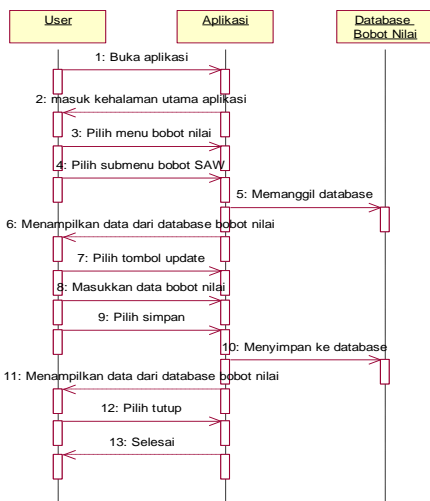 User
Aplikasi
Database
Bobot Nilai
1: Buka aplikasi
2: masuk kehalaman utama aplikasi
3: Pilih menu bobot nilai
4: Pilih submenu bobot SAW
5: Memanggil database
6: Menampilkan data dari database bobot nilai
7: Pilih tombol update
8: Masukkan data bobot nilai
9: Pilih simpan
10: Menyimpan ke database
11: Menampilkan data dari database bobot nilai
12: Pilih tutup
13: Selesai